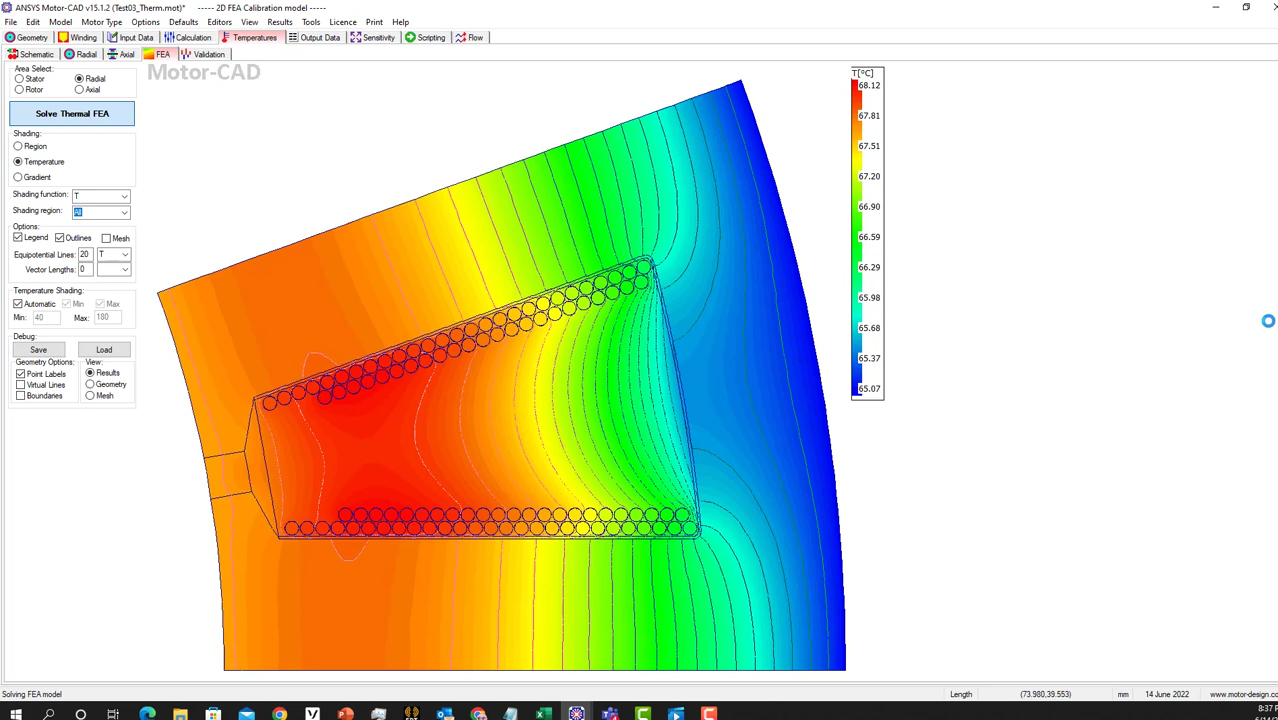 ANSYS Motor-CAD v15.1.2 (Test03_Therm.mot)* ----- 2D FEA Calibration model -----
File Edit Model Motor Type Options Defaults Editors View Results Tools Licence Print Help
Geometry Winding Input Data Calculation Temperatures Output Data Sensitivity Scripting Flow
Schematic Radial Axial FEA Validation
Motor-CAD
Area Select:
Stator Radial
Rotor Axial
Solve Thermal FEA
Shading:
Region
Temperature
Gradient
Shading function: T
Shading region: All
Options:
Legend Outlines Mesh
Equipotential Lines: 20 T
Vector Lengths: 0
Temperature Shading:
Automatic Min Max
Min: 40 Max: 180
Debug:
Save Load
Geometry Options: View:
Point Labels Results
Virtual Lines Geometry
Boundaries Mesh
T[ºC]
68.12
67.81
67.51
67.20
66.90
66.59
66.29
65.98
65.68
65.37
65.07
Solving FEA model Length (73.980,39.553) mm 14 June 2022 www.motor-design.co
8:37 P